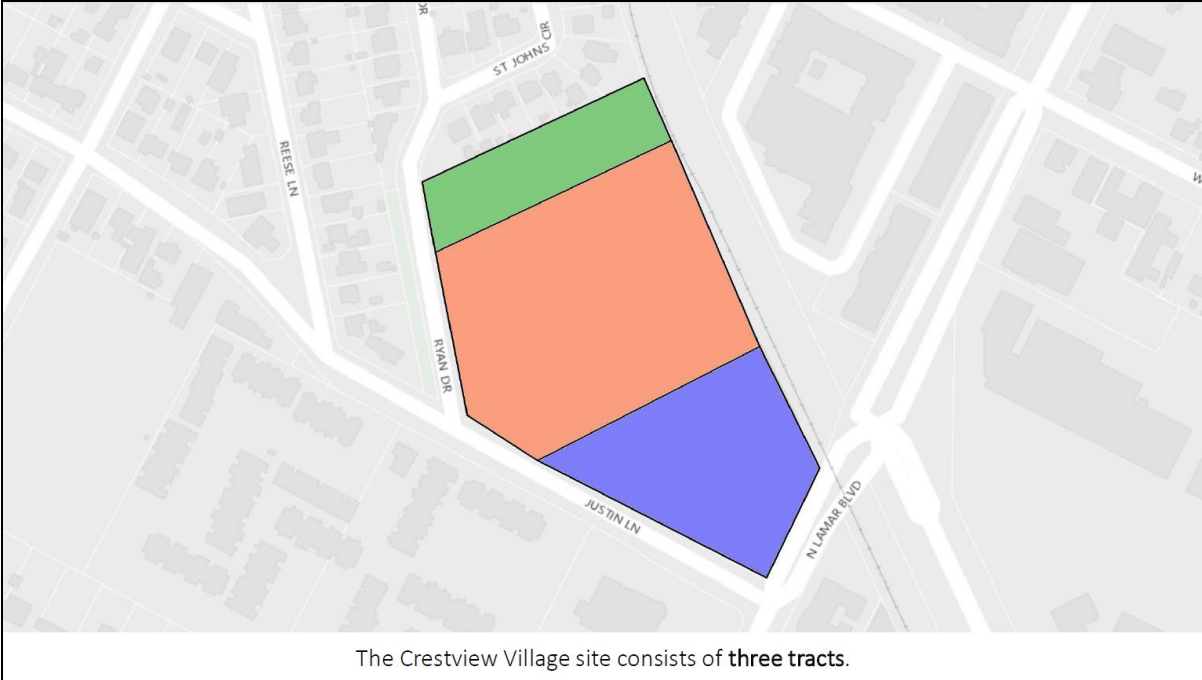 DR
ST JOHNS CIR
REESE LN
RYAN DR
JUSTIN LN
N LAMAR BLVD
W
The Crestview Village site consists of three tracts.